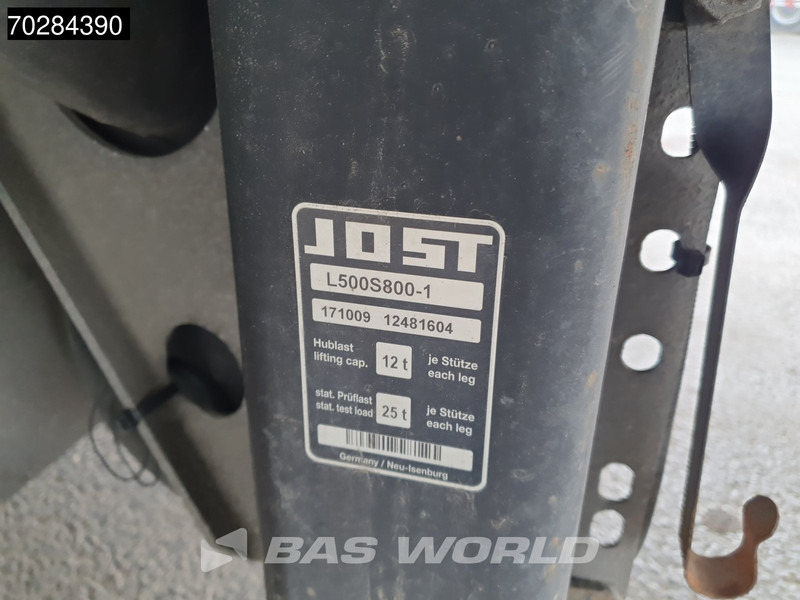 70284390
JOST
L500S800-1
171009 12481604
Hublast
lifting cap.
12 t
je Stütze
each leg
stat. Prüflast
stat. test load
25 t
je Stütze
each leg
Germany / Neu-Isenburg
BAS WORLD